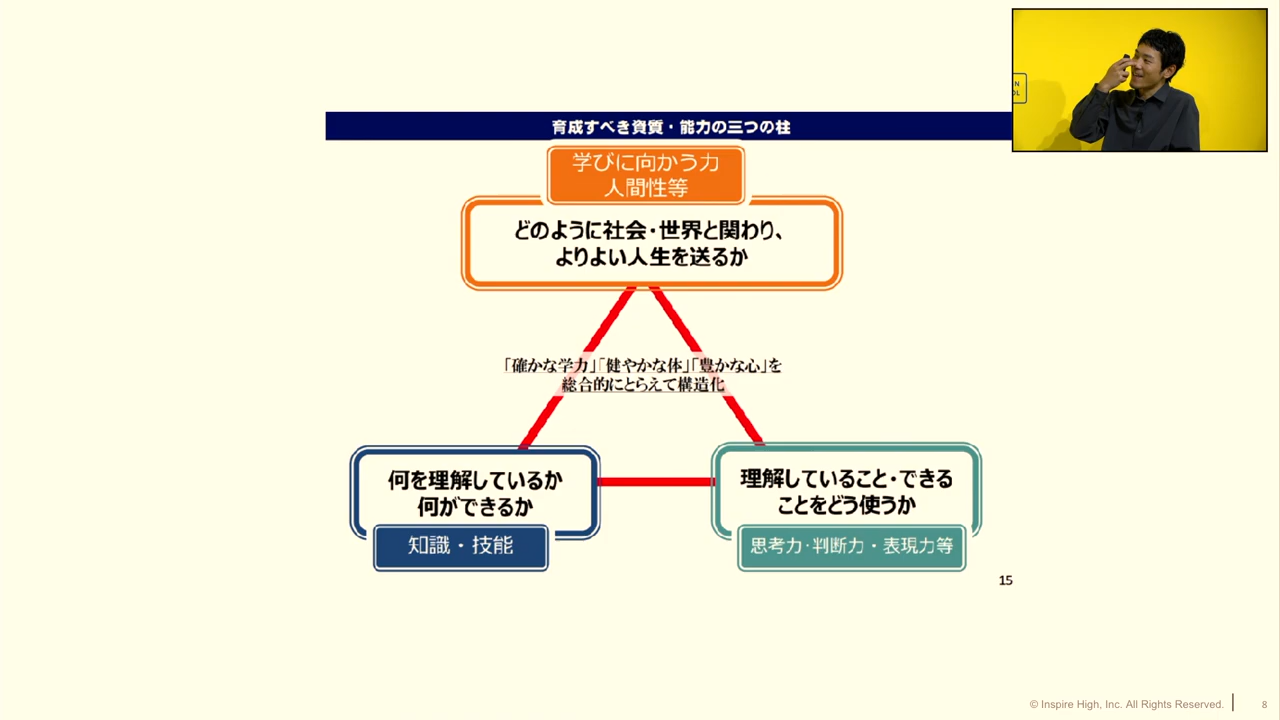 育成すべき資質・能力の三つの柱
学びに向かう力
人間性等
どのように社会・世界と関わり、
よりよい人生を送るか
「確かな学力」「健やかな体」「豊かな心」を
総合的にとらえて構造化
何を理解しているか
何ができるか
知識・技能
理解していること・できる
ことをどう使うか
思考力・判断力・表現力等
15
N
OL
© Inspire High, Inc. All Rights Reserved.
8